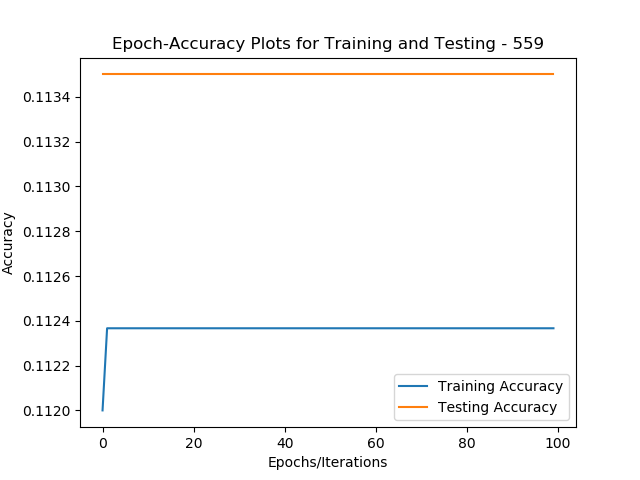 Epoch-Accuracy Plots for Training and Testing - 559
Accuracy
0.1134
0.1132
0.1130
0.1128
0.1126
0.1124
0.1122
0.1120
Training Accuracy
Testing Accuracy
0 20 40 60 80 100
Epochs/Iterations